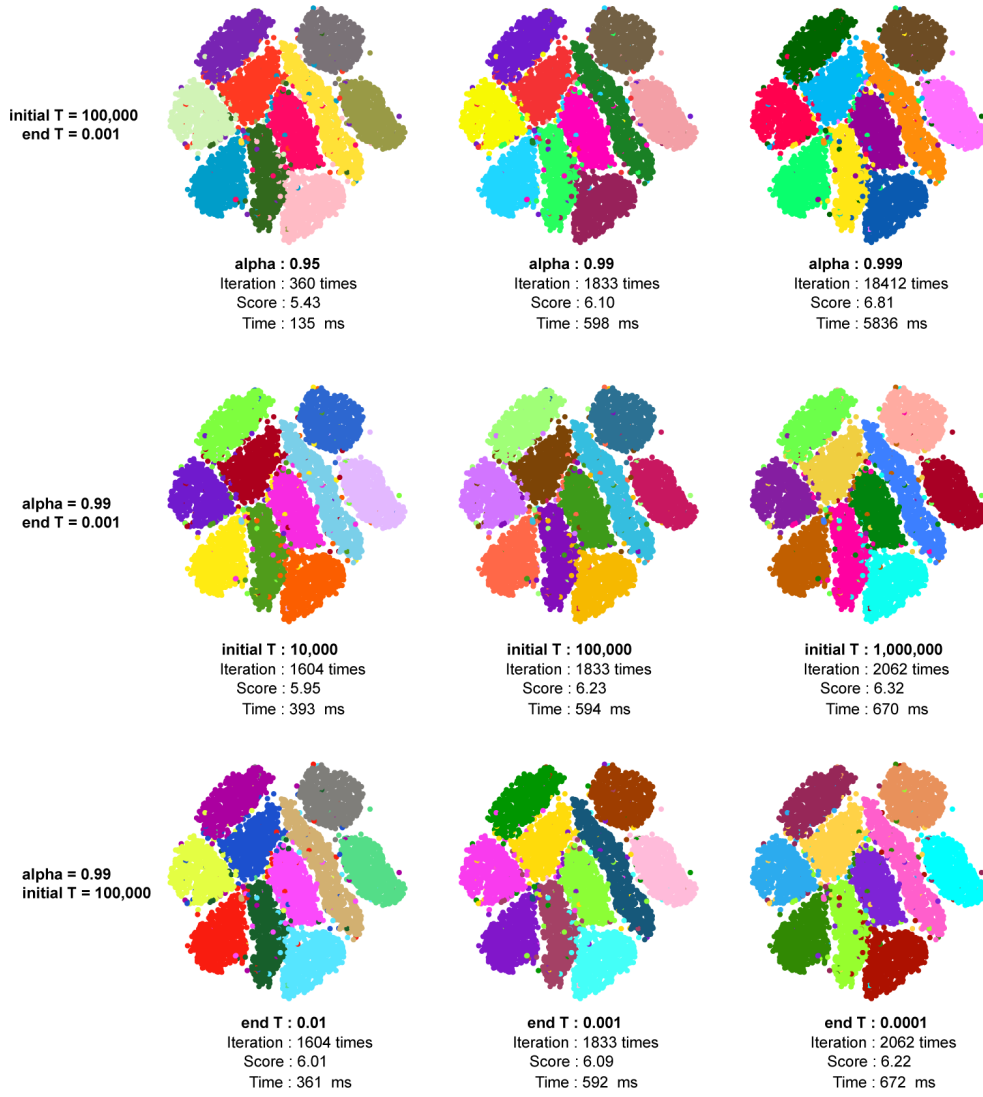 initial T = 100,000
end T = 0.001
alpha : 0.95
Iteration : 360 times
Score : 5.43
Time : 135 ms
alpha : 0.99
Iteration : 1833 times
Score : 6.10
Time : 598 ms
alpha : 0.999
Iteration : 18412 times
Score : 6.81
Time : 5836 ms
alpha = 0.99
end T = 0.001
initial T : 10,000
Iteration : 1604 times
Score : 5.95
Time : 393 ms
initial T : 100,000
Iteration : 1833 times
Score : 6.23
Time : 594 ms
initial T : 1,000,000
Iteration : 2062 times
Score : 6.32
Time : 670 ms
alpha = 0.99
initial T = 100,000
end T : 0.01
Iteration : 1604 times
Score : 6.01
Time : 361 ms
end T : 0.001
Iteration : 1833 times
Score : 6.09
Time : 592 ms
end T : 0.0001
Iteration : 2062 times
Score : 6.22
Time : 672 ms